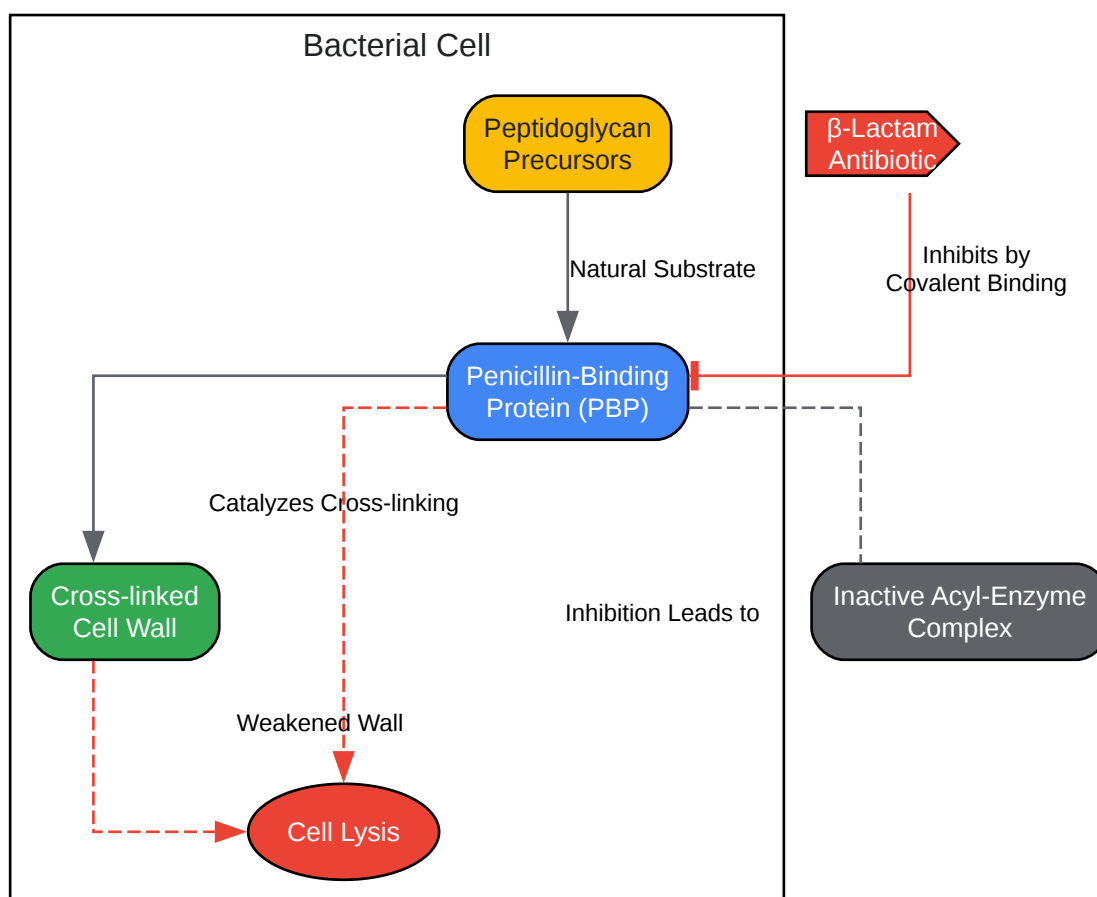 Bacterial Cell
Peptidoglycan
Precursors
β-Lactam
Antibiotic
Natural Substrate
Inhibits by
Covalent Binding
Penicillin-Binding
Protein (PBP)
Catalyzes Cross-linking
Cross-linked
Cell Wall
Inhibition Leads to
Inactive Acyl-Enzyme
Complex
Weakened Wall
Cell Lysis